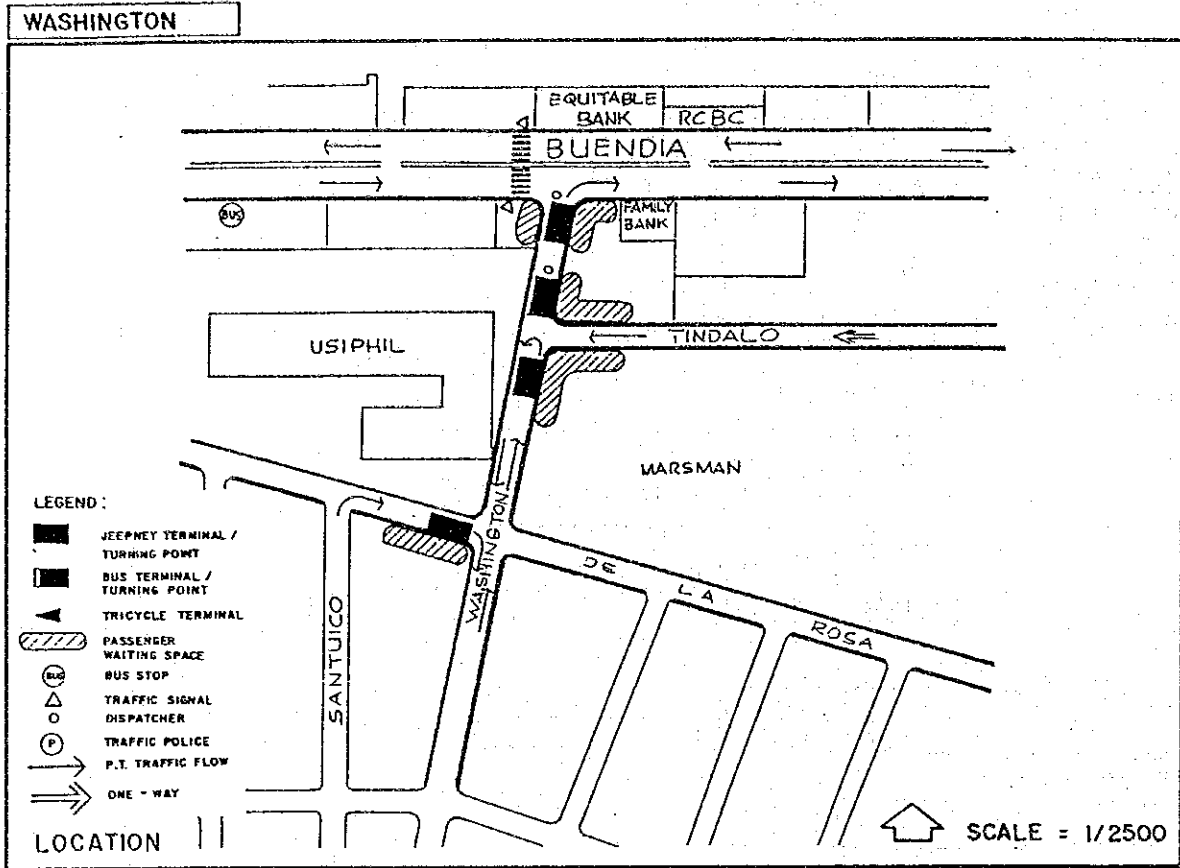 WASHINGTON
EQUITABLE
BANK
RCBC
BUENDIA
BUS
FAMILY
BANK
TINDALO
USIPHIL
MARSMAN
WASHINGTON
DE LA ROSA
SANTUICO
LEGEND:
JEEPNEY TERMINAL /
TURNING POINT
BUS TERMINAL /
TURNING POINT
TRICYCLE TERMINAL
PASSENGER
WAITING SPACE
BUS BUS STOP
TRAFFIC SIGNAL
DISPATCHER
P TRAFFIC POLICE
P.T. TRAFFIC FLOW
ONE - WAY
LOCATION
SCALE = 1/2500